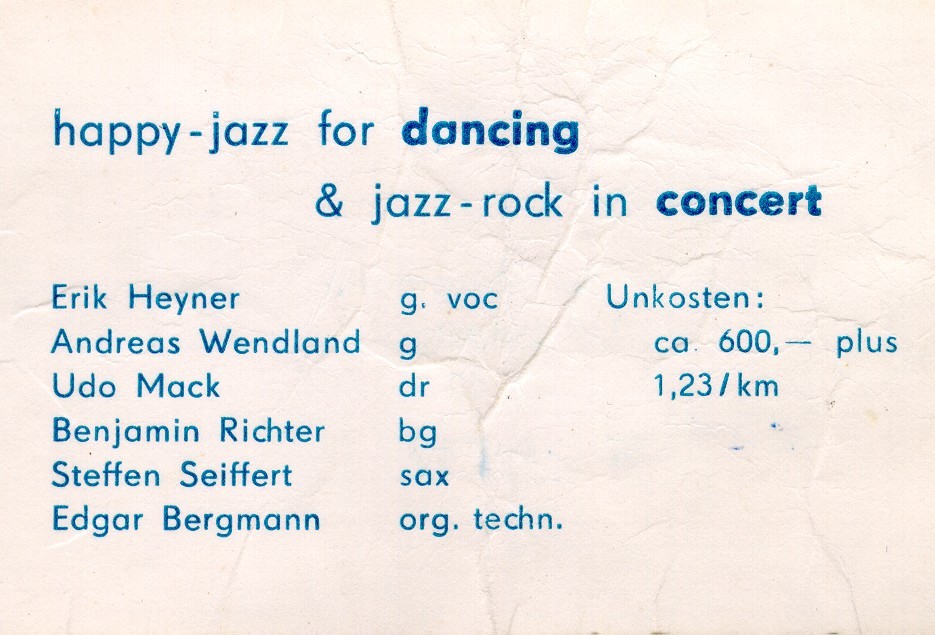 happy-jazz for dancing
& jazz-rock in concert
Erik Heyner g. voc Unkosten:
Andreas Wendland g ca. 600,— plus
Udo Mack dr 1,23/km
Benjamin Richter bg
Steffen Seiffert sax
Edgar Bergmann org. techn.